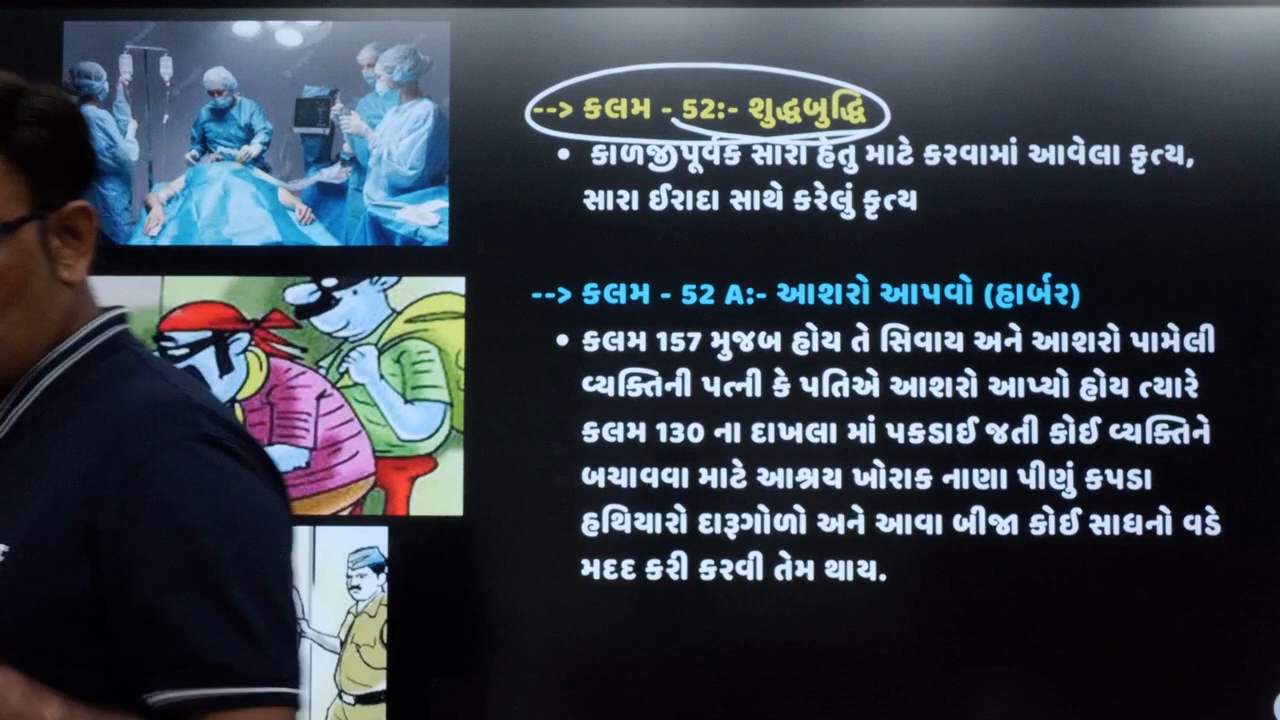 --> કલમ - 52:- શુદ્ધબુદ્ધિ
• કાળજીપૂર્વક સારા હેતુ માટે કરવામાં આવેલા કૃત્ય,
સારા ઈરાદા સાથે કરેલું કૃત્ય
--> કલમ - 52 A:- આશરો આપવો (હાર્બર)
• કલમ 157 મુજબ હોય તે સિવાય અને આશરો પામેલી
વ્યક્તિની પત્ની કે પતિએ આશરો આપ્યો હોય ત્યારે
કલમ 130 ના દાખલા માં પકડાઈ જતી કોઈ વ્યક્તિને
બચાવવા માટે આશ્રય ખોરાક નાણા પીણું કપડા
હથિયારો દારૂગોળો અને આવા બીજા કોઈ સાધનો વડે
મદદ કરી કરવી તેમ થાય.